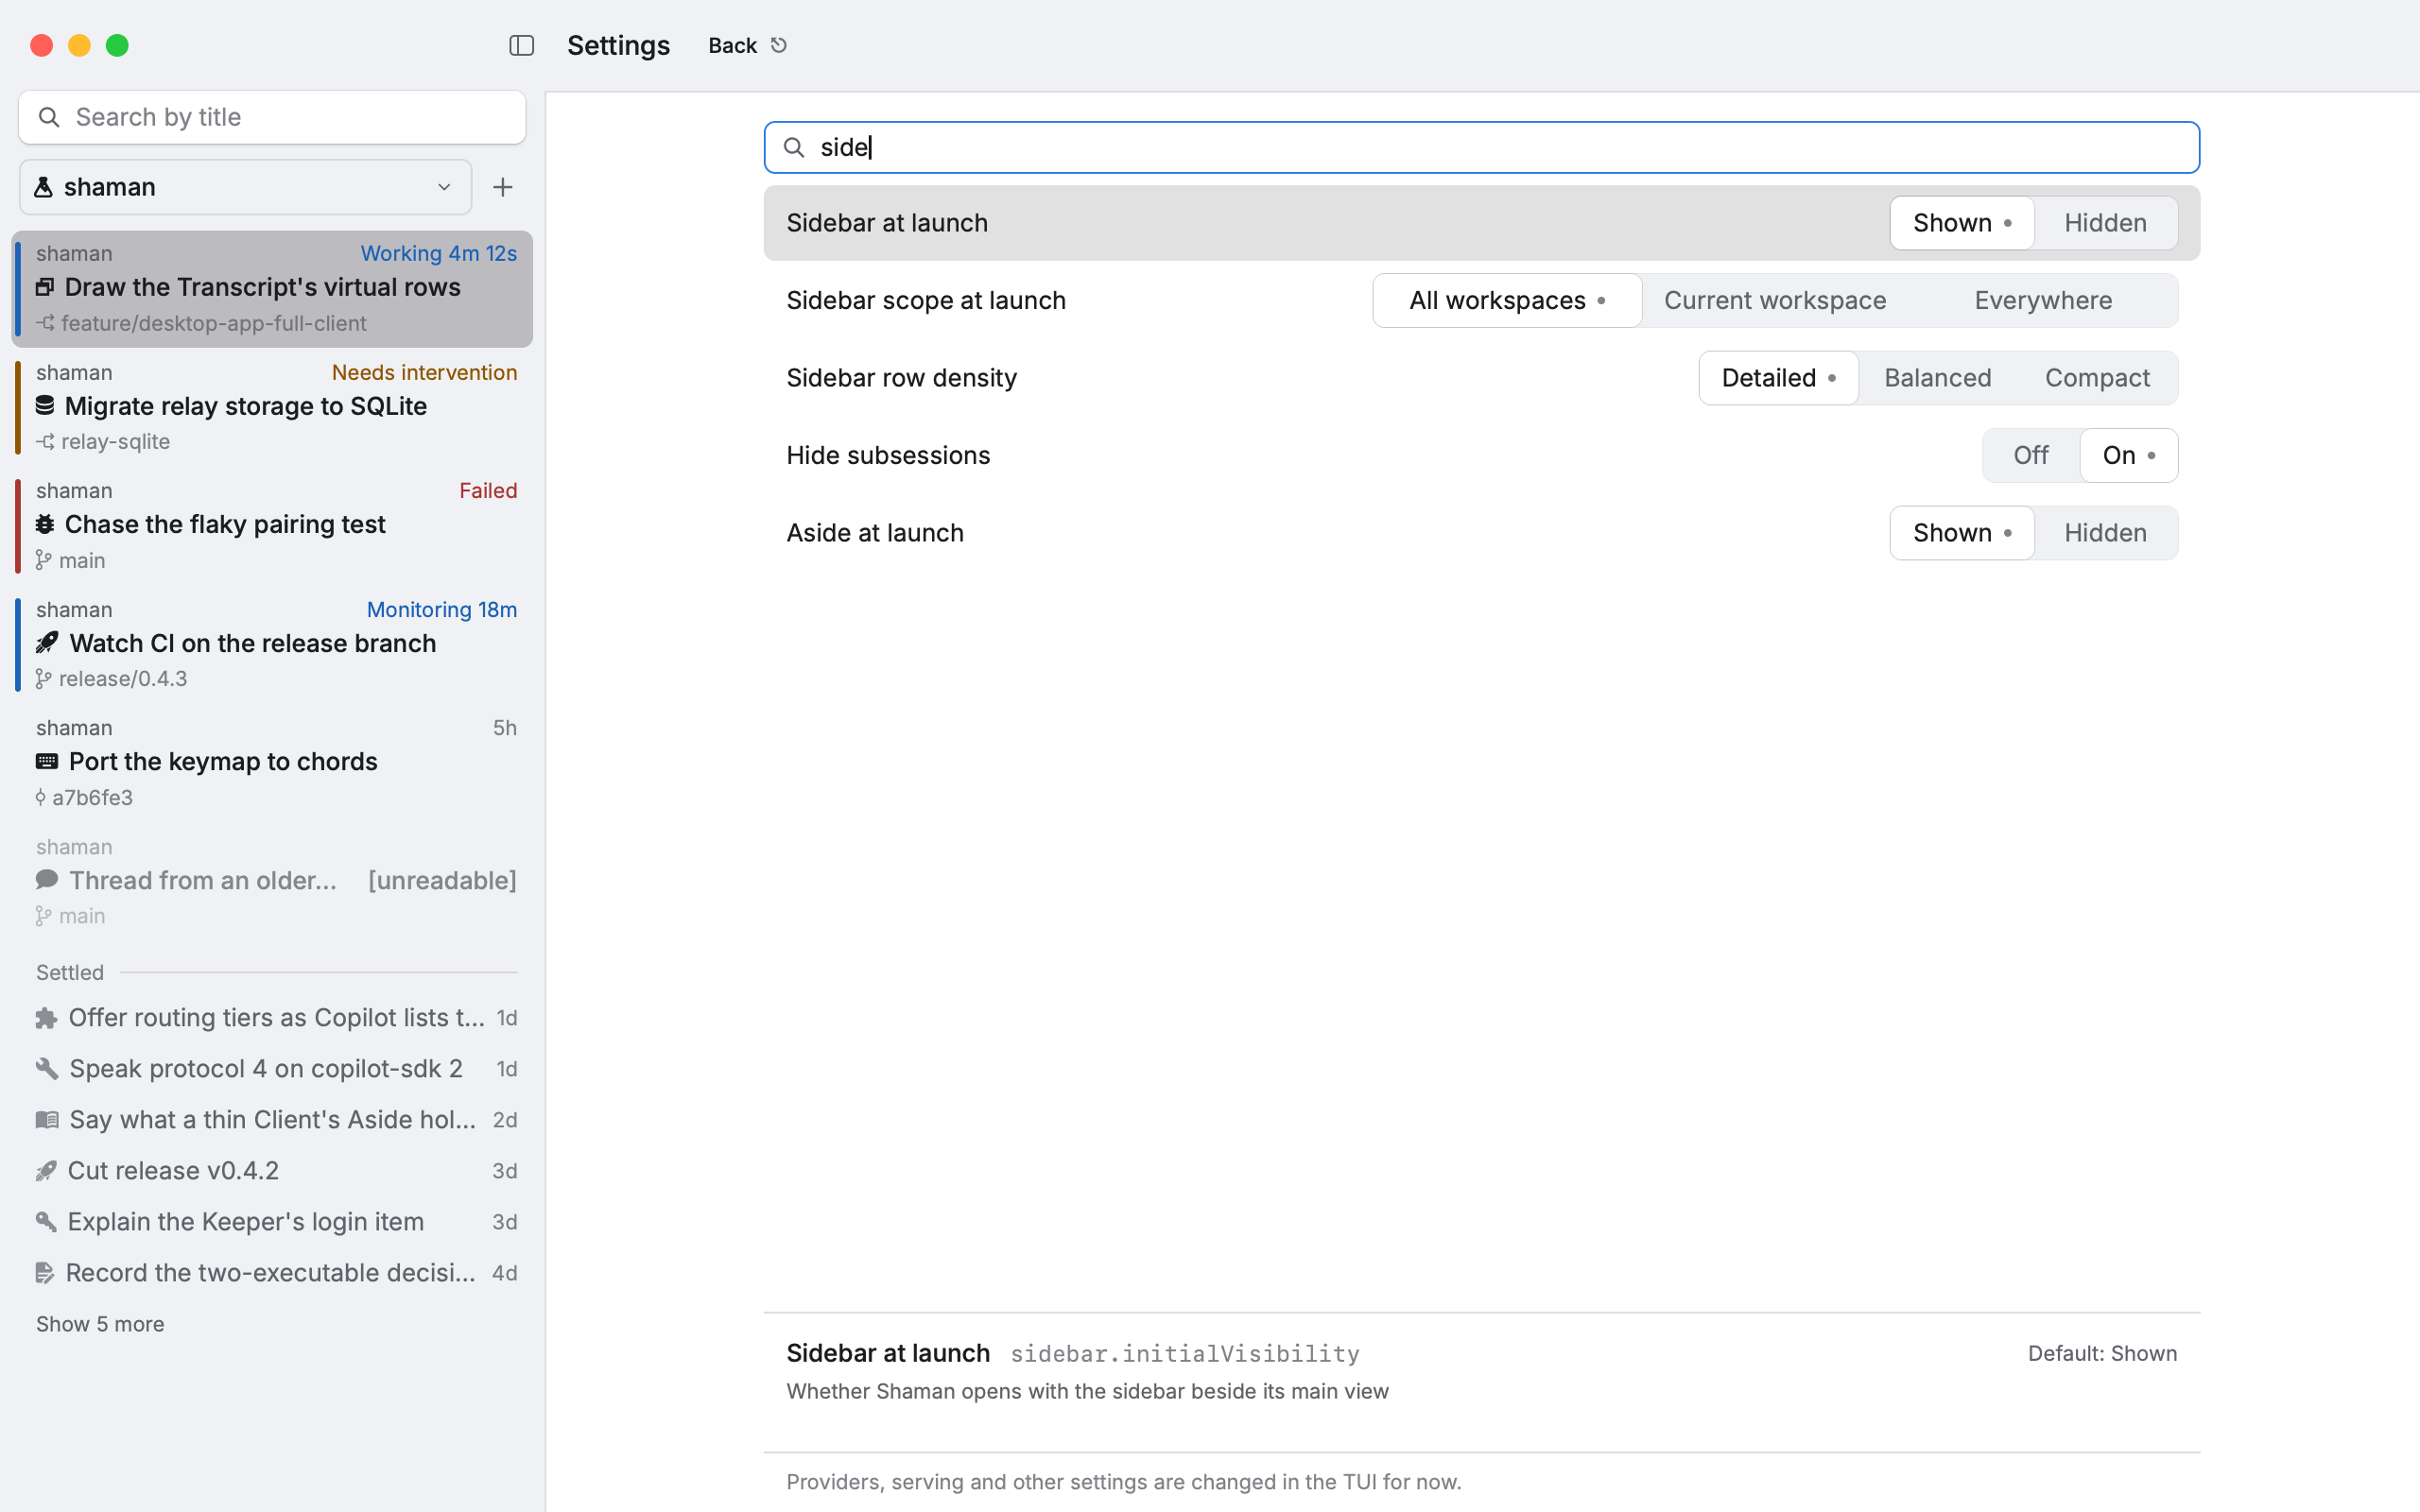 Settings
Back
Search by title
shaman
shaman Working 4m 12s
Draw the Transcript's virtual rows
feature/desktop-app-full-client
shaman Needs intervention
Migrate relay storage to SQLite
relay-sqlite
shaman Failed
Chase the flaky pairing test
main
shaman Monitoring 18m
Watch CI on the release branch
release/0.4.3
shaman 5h
Port the keymap to chords
a7b6fe3
shaman
Thread from an older... [unreadable]
main
Settled
Offer routing tiers as Copilot lists t... 1d
Speak protocol 4 on copilot-sdk 2 1d
Say what a thin Client's Aside hol... 2d
Cut release v0.4.2 3d
Explain the Keeper's login item 3d
Record the two-executable decisi... 4d
Show 5 more
side
Sidebar at launch Shown • Hidden
Sidebar scope at launch All workspaces • Current workspace Everywhere
Sidebar row density Detailed • Balanced Compact
Hide subsessions Off On •
Aside at launch Shown • Hidden
Sidebar at launch sidebar.initialVisibility Default: Shown
Whether Shaman opens with the sidebar beside its main view
Providers, serving and other settings are changed in the TUI for now.